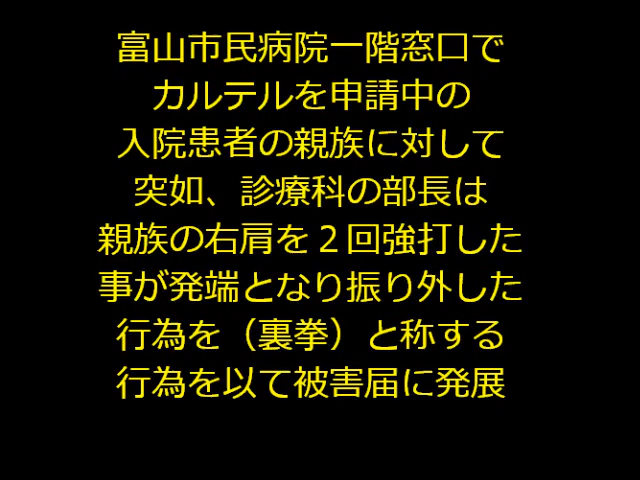 富山市民病院一階窓口で
カルテルを申請中の
入院患者の親族に対して
突如、診療科の部長は
親族の右肩を２回強打した
事が発端となり振り外した
行為を（裏拳）と称する
行為を以て被害届に発展